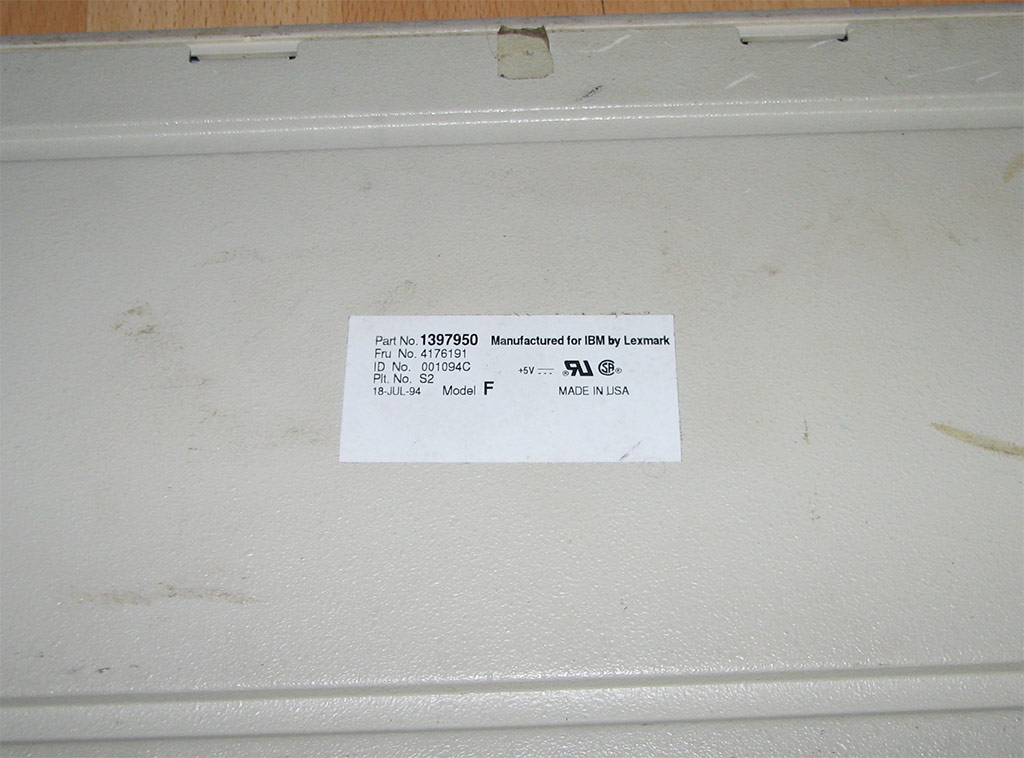 Part No. 1397950 Manufactured for IBM by Lexmark
Fru No. 4176191
ID No. 001094C
Plt. No. S2
18-JUL-94 Model F
+5V
MADE IN USA